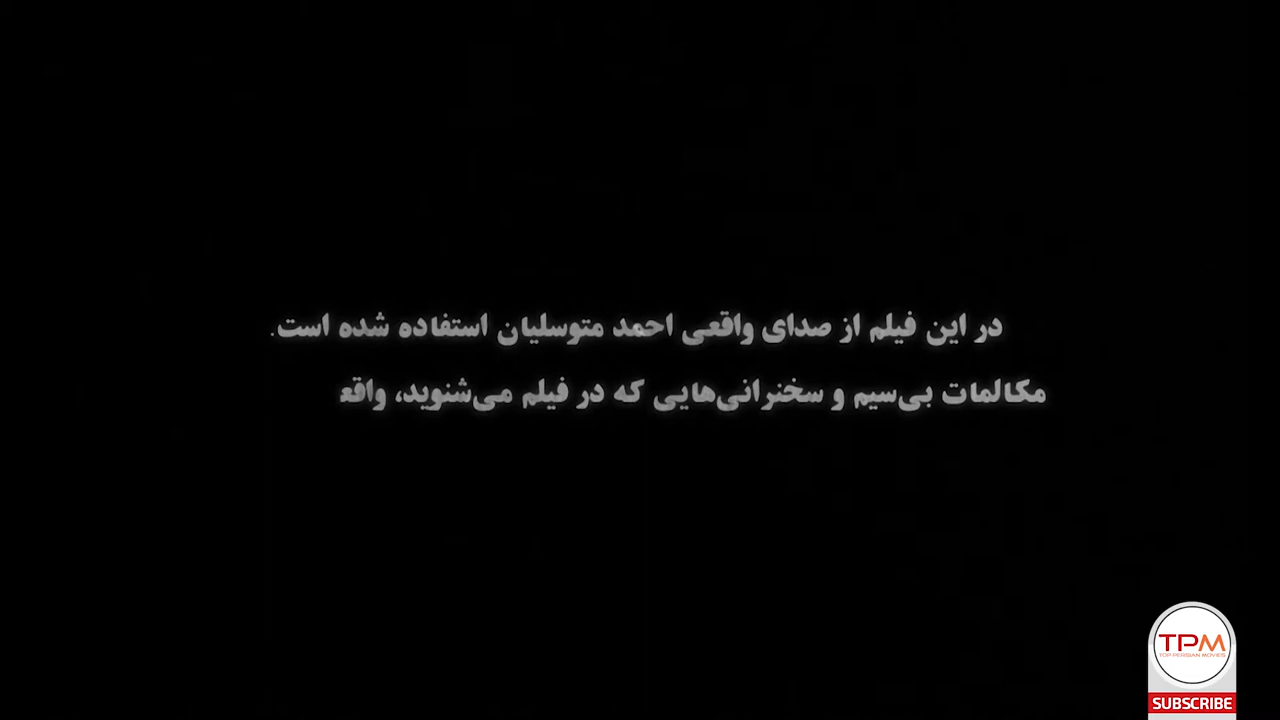 در این فیلم از صدای واقعی احمد متوسلیان استفاده شده است.
مکالمات بی‌سیم و سخنرانی‌هایی که در فیلم می‌شنوید، واقع
TPM
TOP PERSIAN MOVIES
SUBSCRIBE